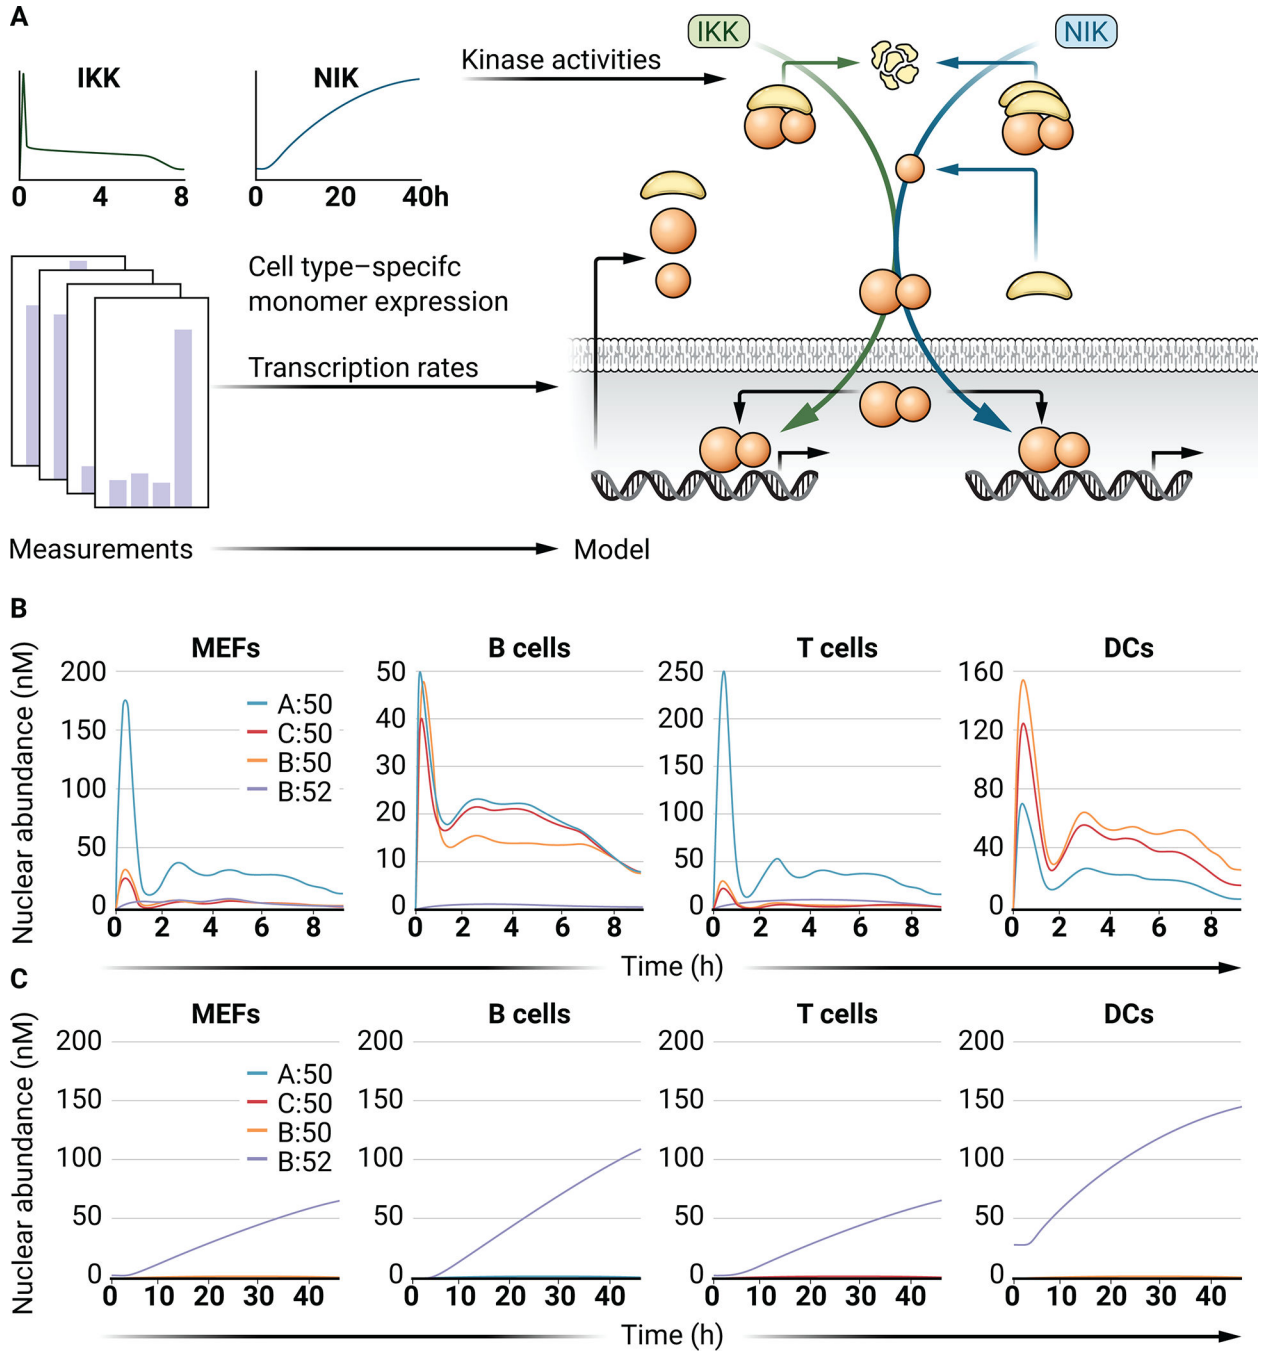 A
IKK
NIK
0 4 8
0 20 40h
Kinase activities
IKK
NIK
Cell type–specifc
monomer expression
Transcription rates
Measurements
Model
B
Nuclear abundance (nM)
MEFs
200
150
100
50
0
0 2 4 6 8
A:50
C:50
B:50
B:52
B cells
50
40
30
20
10
0
0 2 4 6 8
T cells
250
200
150
100
50
0
0 2 4 6 8
DCs
160
120
80
40
0
0 2 4 6 8
Time (h)
C
Nuclear abundance (nM)
MEFs
200
150
100
50
0
0 10 20 30 40
A:50
C:50
B:50
B:52
B cells
200
150
100
50
0
0 10 20 30 40
T cells
200
150
100
50
0
0 10 20 30 40
DCs
200
150
100
50
0
0 10 20 30 40
Time (h)